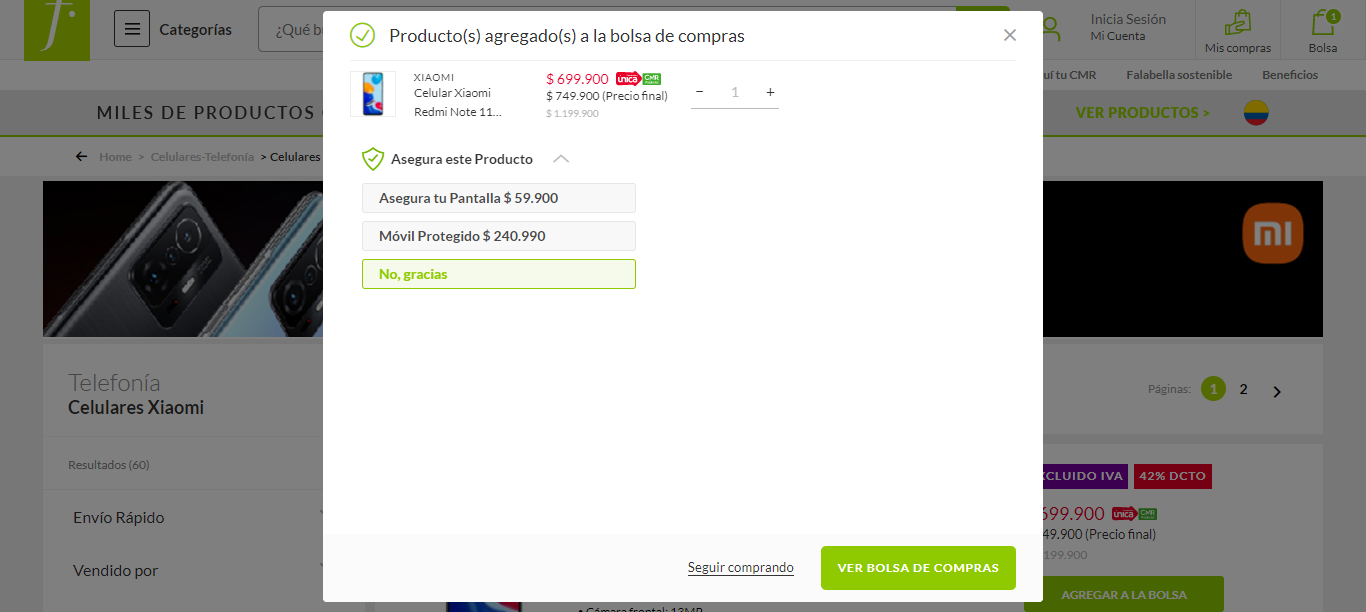 f.
Categorías
¿Qué b
Inicia Sesión
Mi Cuenta
Mis compras
1
Bolsa
uí tu CMR
Falabella sostenible
Beneficios
MILES DE PRODUCTOS
VER PRODUCTOS >
Home > Celulares-Telefonía > Celulares
mi
Telefonía
Celulares Xiaomi
Páginas: 1 2
Resultados (60)
Envío Rápido
Vendido por
XCLUIDO IVA
42% DCTO
699.900 única CMR
49.900 (Precio final)
199.900
AGREGAR A LA BOLSA
• Cámara frontal: 13MP
Producto(s) agregado(s) a la bolsa de compras
XIAOMI
Celular Xiaomi
Redmi Note 11...
$ 699.900 única CMR
$ 749.900 (Precio final)
$ 1.199.900
− 1 +
Asegura este Producto
Asegura tu Pantalla $ 59.900
Móvil Protegido $ 240.990
No, gracias
Seguir comprando
VER BOLSA DE COMPRAS